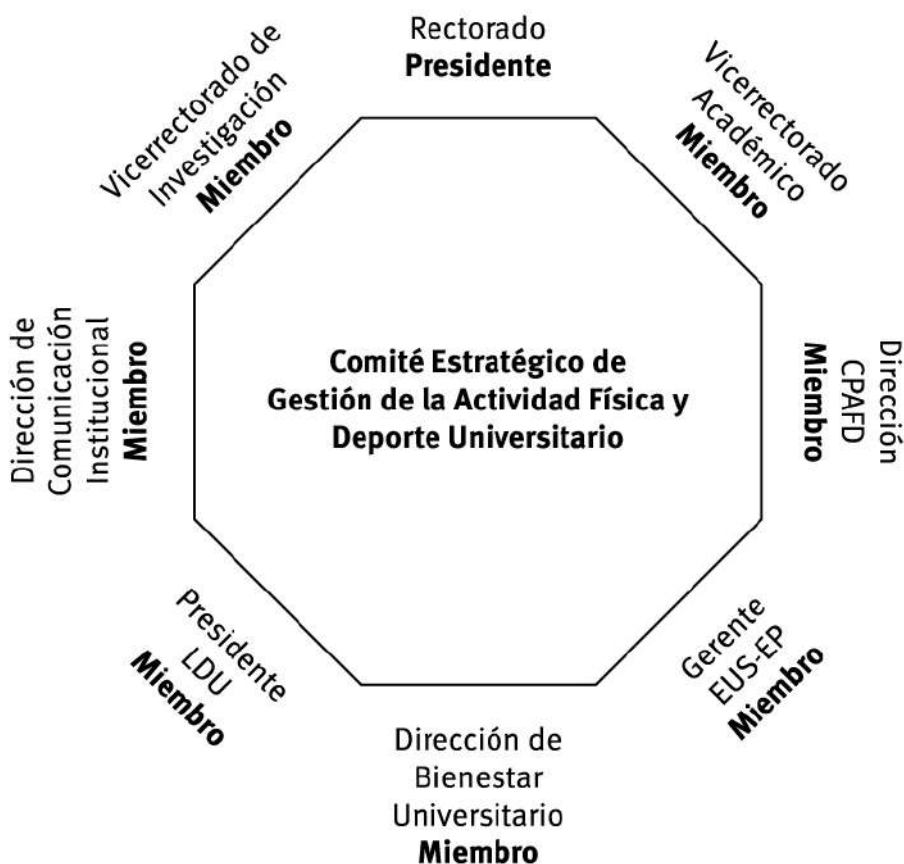 Rectorado
Presidente
Vicerrectorado
Académico
Miembro
Dirección
CPAFD
Miembro
Gerente
EUS-EP
Miembro
Dirección de
Bienestar
Universitario
Miembro
Presidente
LDU
Miembro
Dirección de
Comunicación
Institucional
Miembro
Vicerrectorado de
Investigación
Miembro
Comité Estratégico de
Gestión de la Actividad Física y
Deporte Universitario